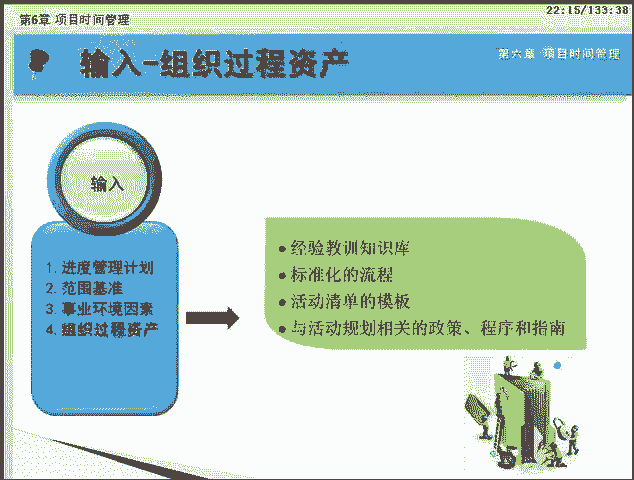 第6章 项目时间管理
22:15/133:38
输入-组织过程资产
第六章 项目时间管理
输入
1. 进度管理计划
2. 范围基准
3. 事业环境因素
4. 组织过程资产
● 经验教训知识库
● 标准化的流程
● 活动清单的模板
● 与活动规划相关的政策、程序和指南